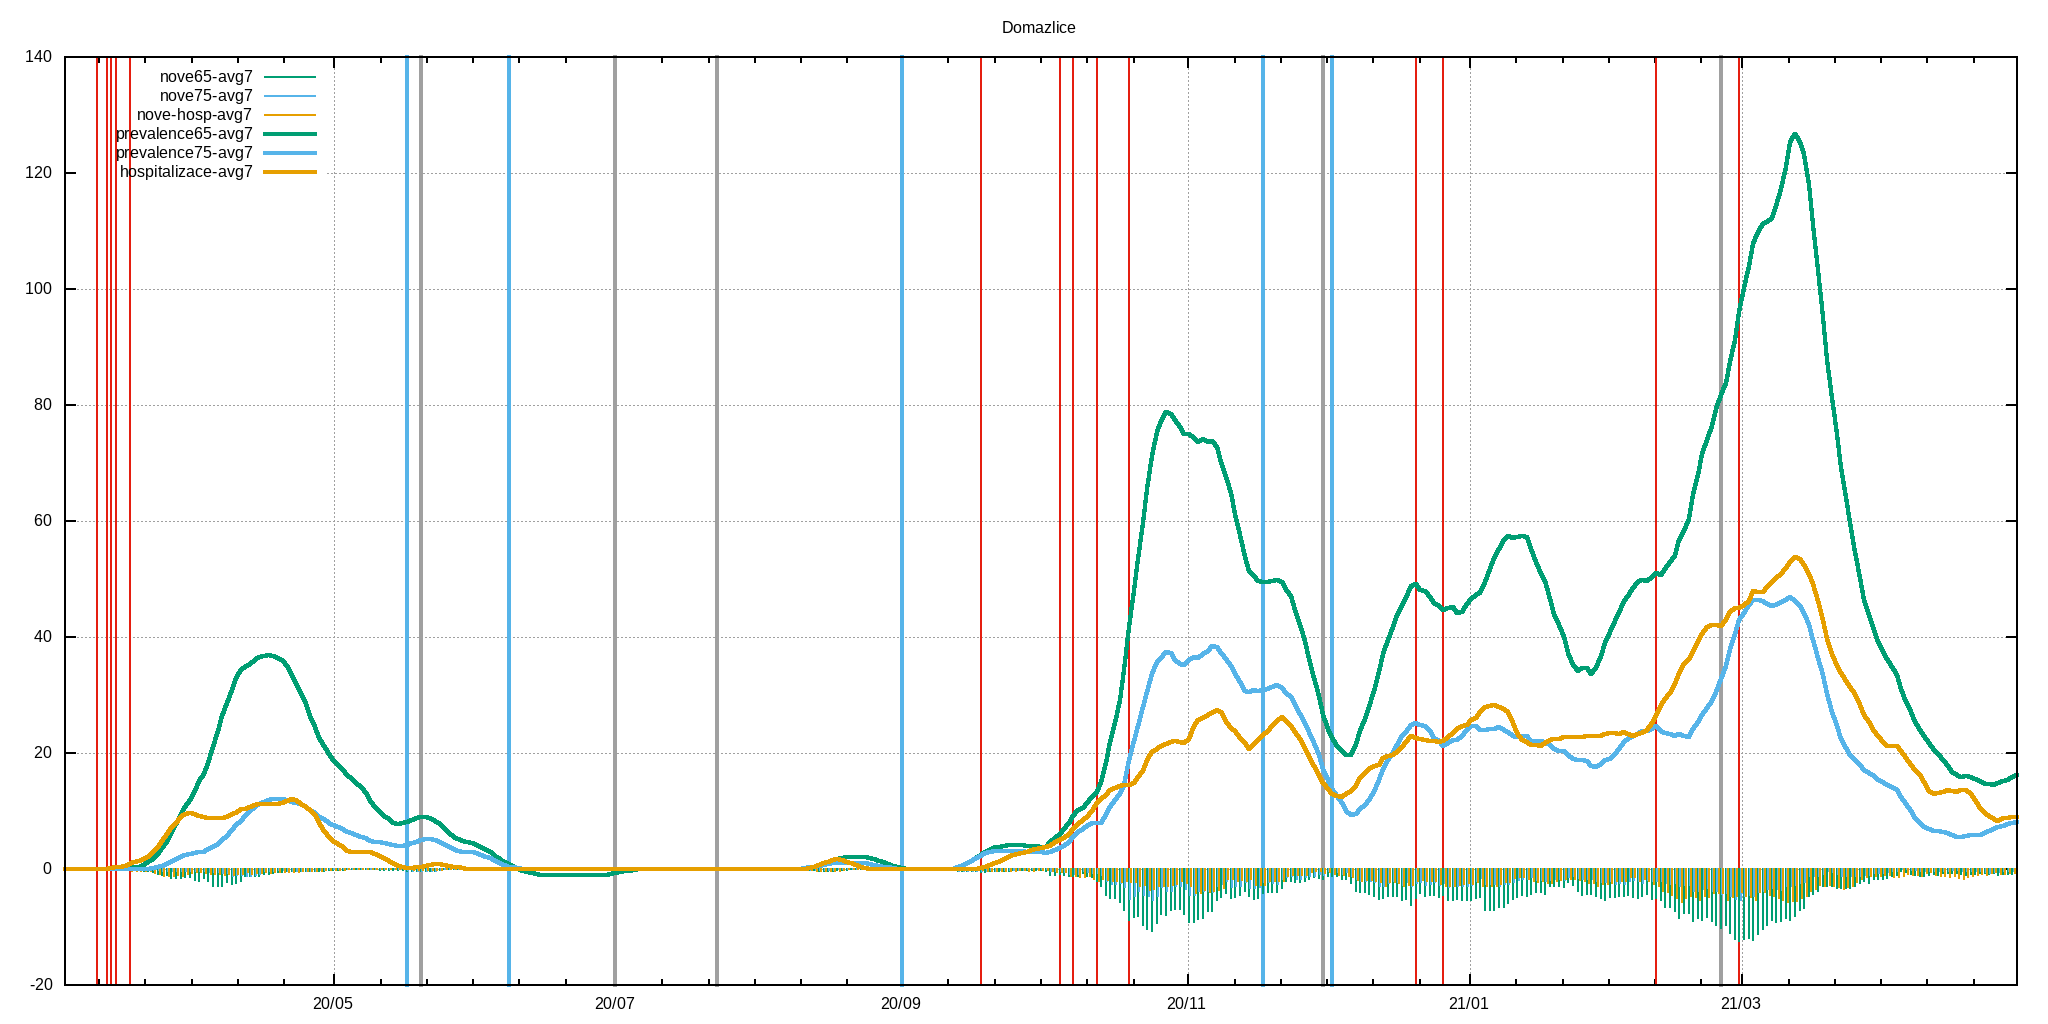 Domazlice
140
120
100
80
60
40
20
0
-20
nove65-avg7
nove75-avg7
nove-hosp-avg7
prevalence65-avg7
prevalence75-avg7
hospitalizace-avg7
20/05 20/07 20/09 20/11 21/01 21/03